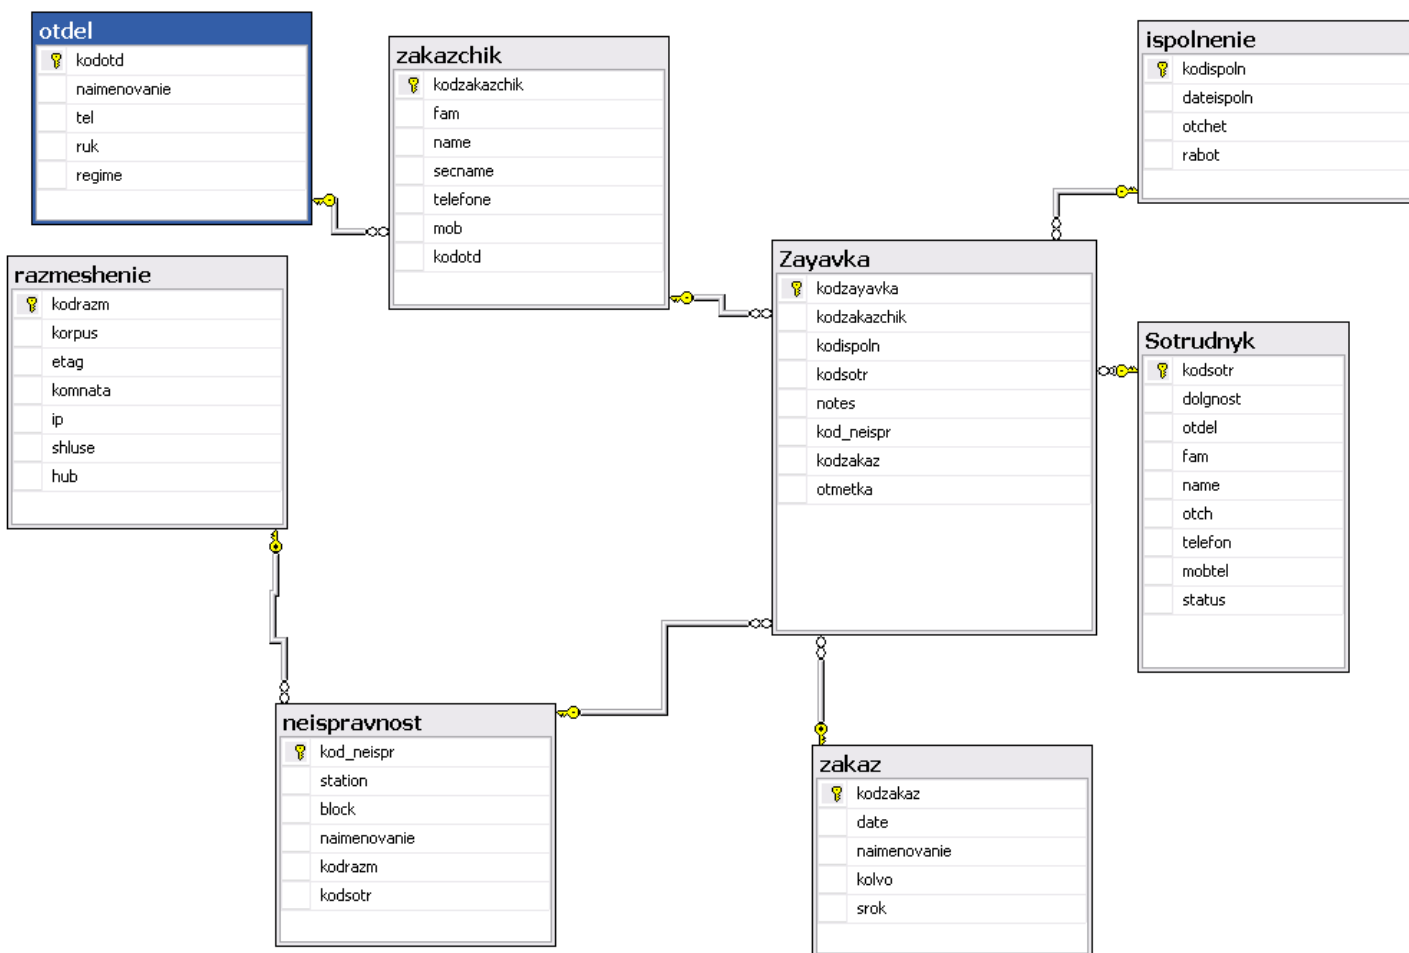 otdel
kodotd
naimenovanie
tel
ruk
regime
zakazchik
kodzakazchik
fam
name
secname
telefone
mob
kodotd
ispolnenie
kodispoln
dateispoln
otchet
rabot
razmeshenie
kodrazm
korpus
etag
komnata
ip
shluse
hub
Zayavka
kodzayavka
kodzakazchik
kodispoln
kodsotr
notes
kod_neispr
kodzakaz
otmetka
Sotrudnyk
kodsotr
dolgnost
otdel
fam
name
otch
telefon
mobtel
status
neispravnost
kod_neispr
station
block
naimenovanie
kodrazm
kodsotr
zakaz
kodzakaz
date
naimenovanie
kolvo
srok